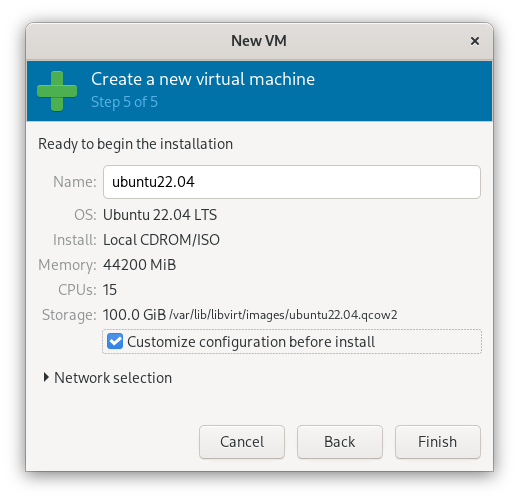 New VM
Create a new virtual machine
Step 5 of 5
Ready to begin the installation
Name: ubuntu22.04
OS: Ubuntu 22.04 LTS
Install: Local CDROM/ISO
Memory: 44200 MiB
CPUs: 15
Storage: 100.0 GiB /var/lib/libvirt/images/ubuntu22.04.qcow2
Customize configuration before install
Network selection
Cancel Back Finish